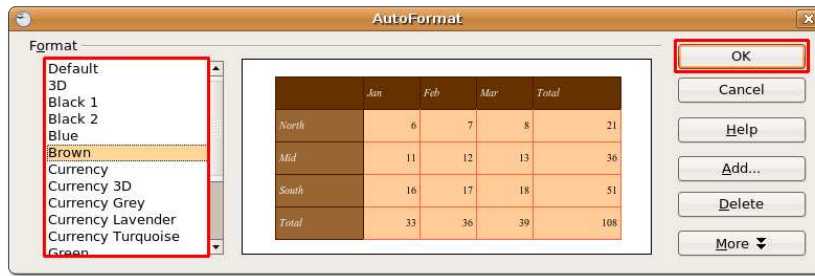 AutoFormat
Format
Default
3D
Black 1
Black 2
Blue
Brown
Currency
Currency 3D
Currency Grey
Currency Lavender
Currency Turquoise
Green
Jan Feb Mar Total
North 6 7 8 21
Mid 11 12 13 36
South 16 17 18 51
Total 33 36 39 108
OK
Cancel
Help
Add...
Delete
More